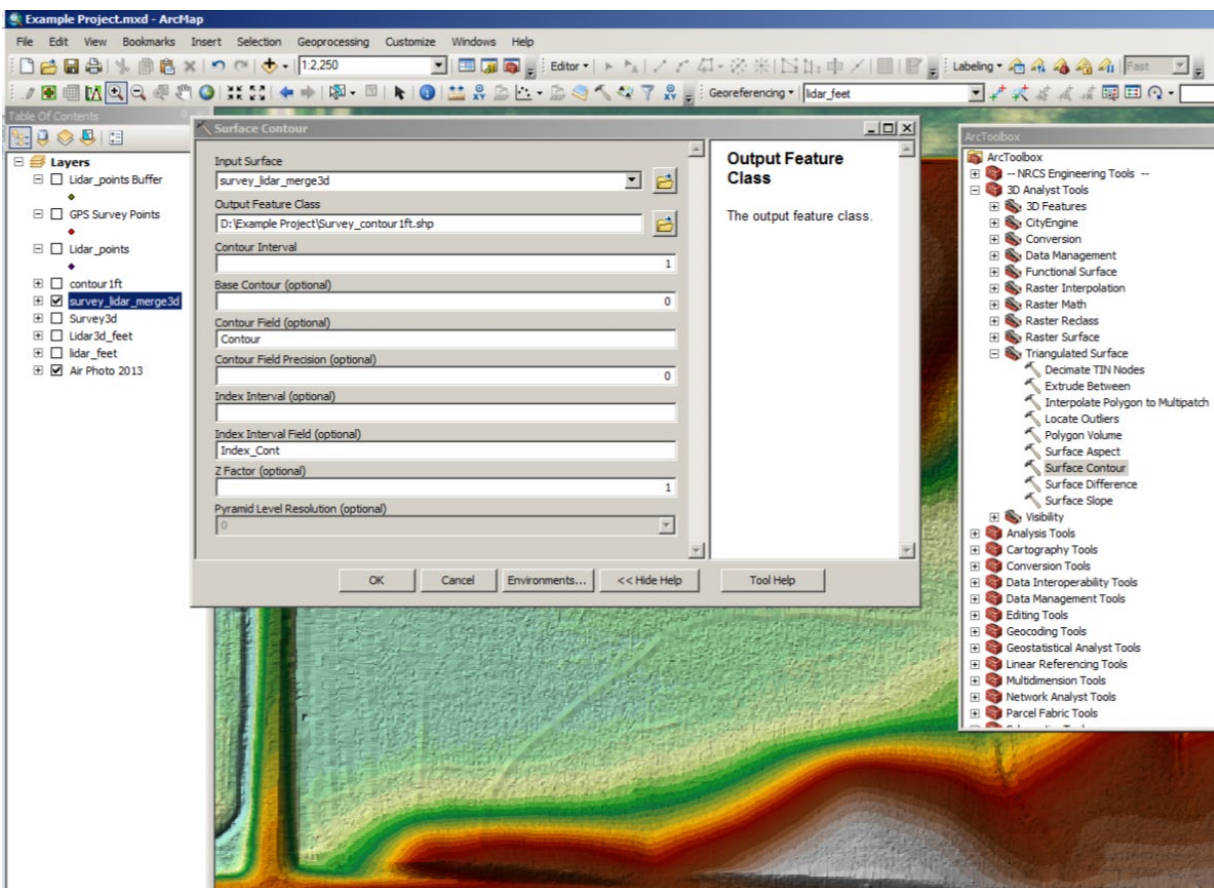 Example Project.mxd - ArcMap
File Edit View Bookmarks Insert Selection Geoprocessing Customize Windows Help
1:2,250 Editor Labeling Fast
Georeferencing lidar_feet
Table Of Contents
Layers
Lidar_points Buffer
GPS Survey Points
Lidar_points
contour1ft
survey_lidar_merge3d
Survey3d
Lidar3d_feet
lidar_feet
Air Photo 2013
Surface Contour
Input Surface
survey_lidar_merge3d
Output Feature Class
D:\Example Project\Survey_contour1ft.shp
Contour Interval
1
Base Contour (optional)
0
Contour Field (optional)
Contour
Contour Field Precision (optional)
0
Index Interval (optional)
Index Interval Field (optional)
Index_Cont
Z Factor (optional)
1
Pyramid Level Resolution (optional)
0
OK Cancel Environments... << Hide Help Tool Help
Output Feature
Class
The output feature class.
ArcToolbox
ArcToolbox
-- NRCS Engineering Tools --
3D Analyst Tools
3D Features
CityEngine
Conversion
Data Management
Functional Surface
Raster Interpolation
Raster Math
Raster Reclass
Raster Surface
Triangulated Surface
Decimate TIN Nodes
Extrude Between
Interpolate Polygon to Multipatch
Locate Outliers
Polygon Volume
Surface Aspect
Surface Contour
Surface Difference
Surface Slope
Visibility
Analysis Tools
Cartography Tools
Conversion Tools
Data Interoperability Tools
Data Management Tools
Editing Tools
Geocoding Tools
Geostatistical Analyst Tools
Linear Referencing Tools
Multidimension Tools
Network Analyst Tools
Parcel Fabric Tools